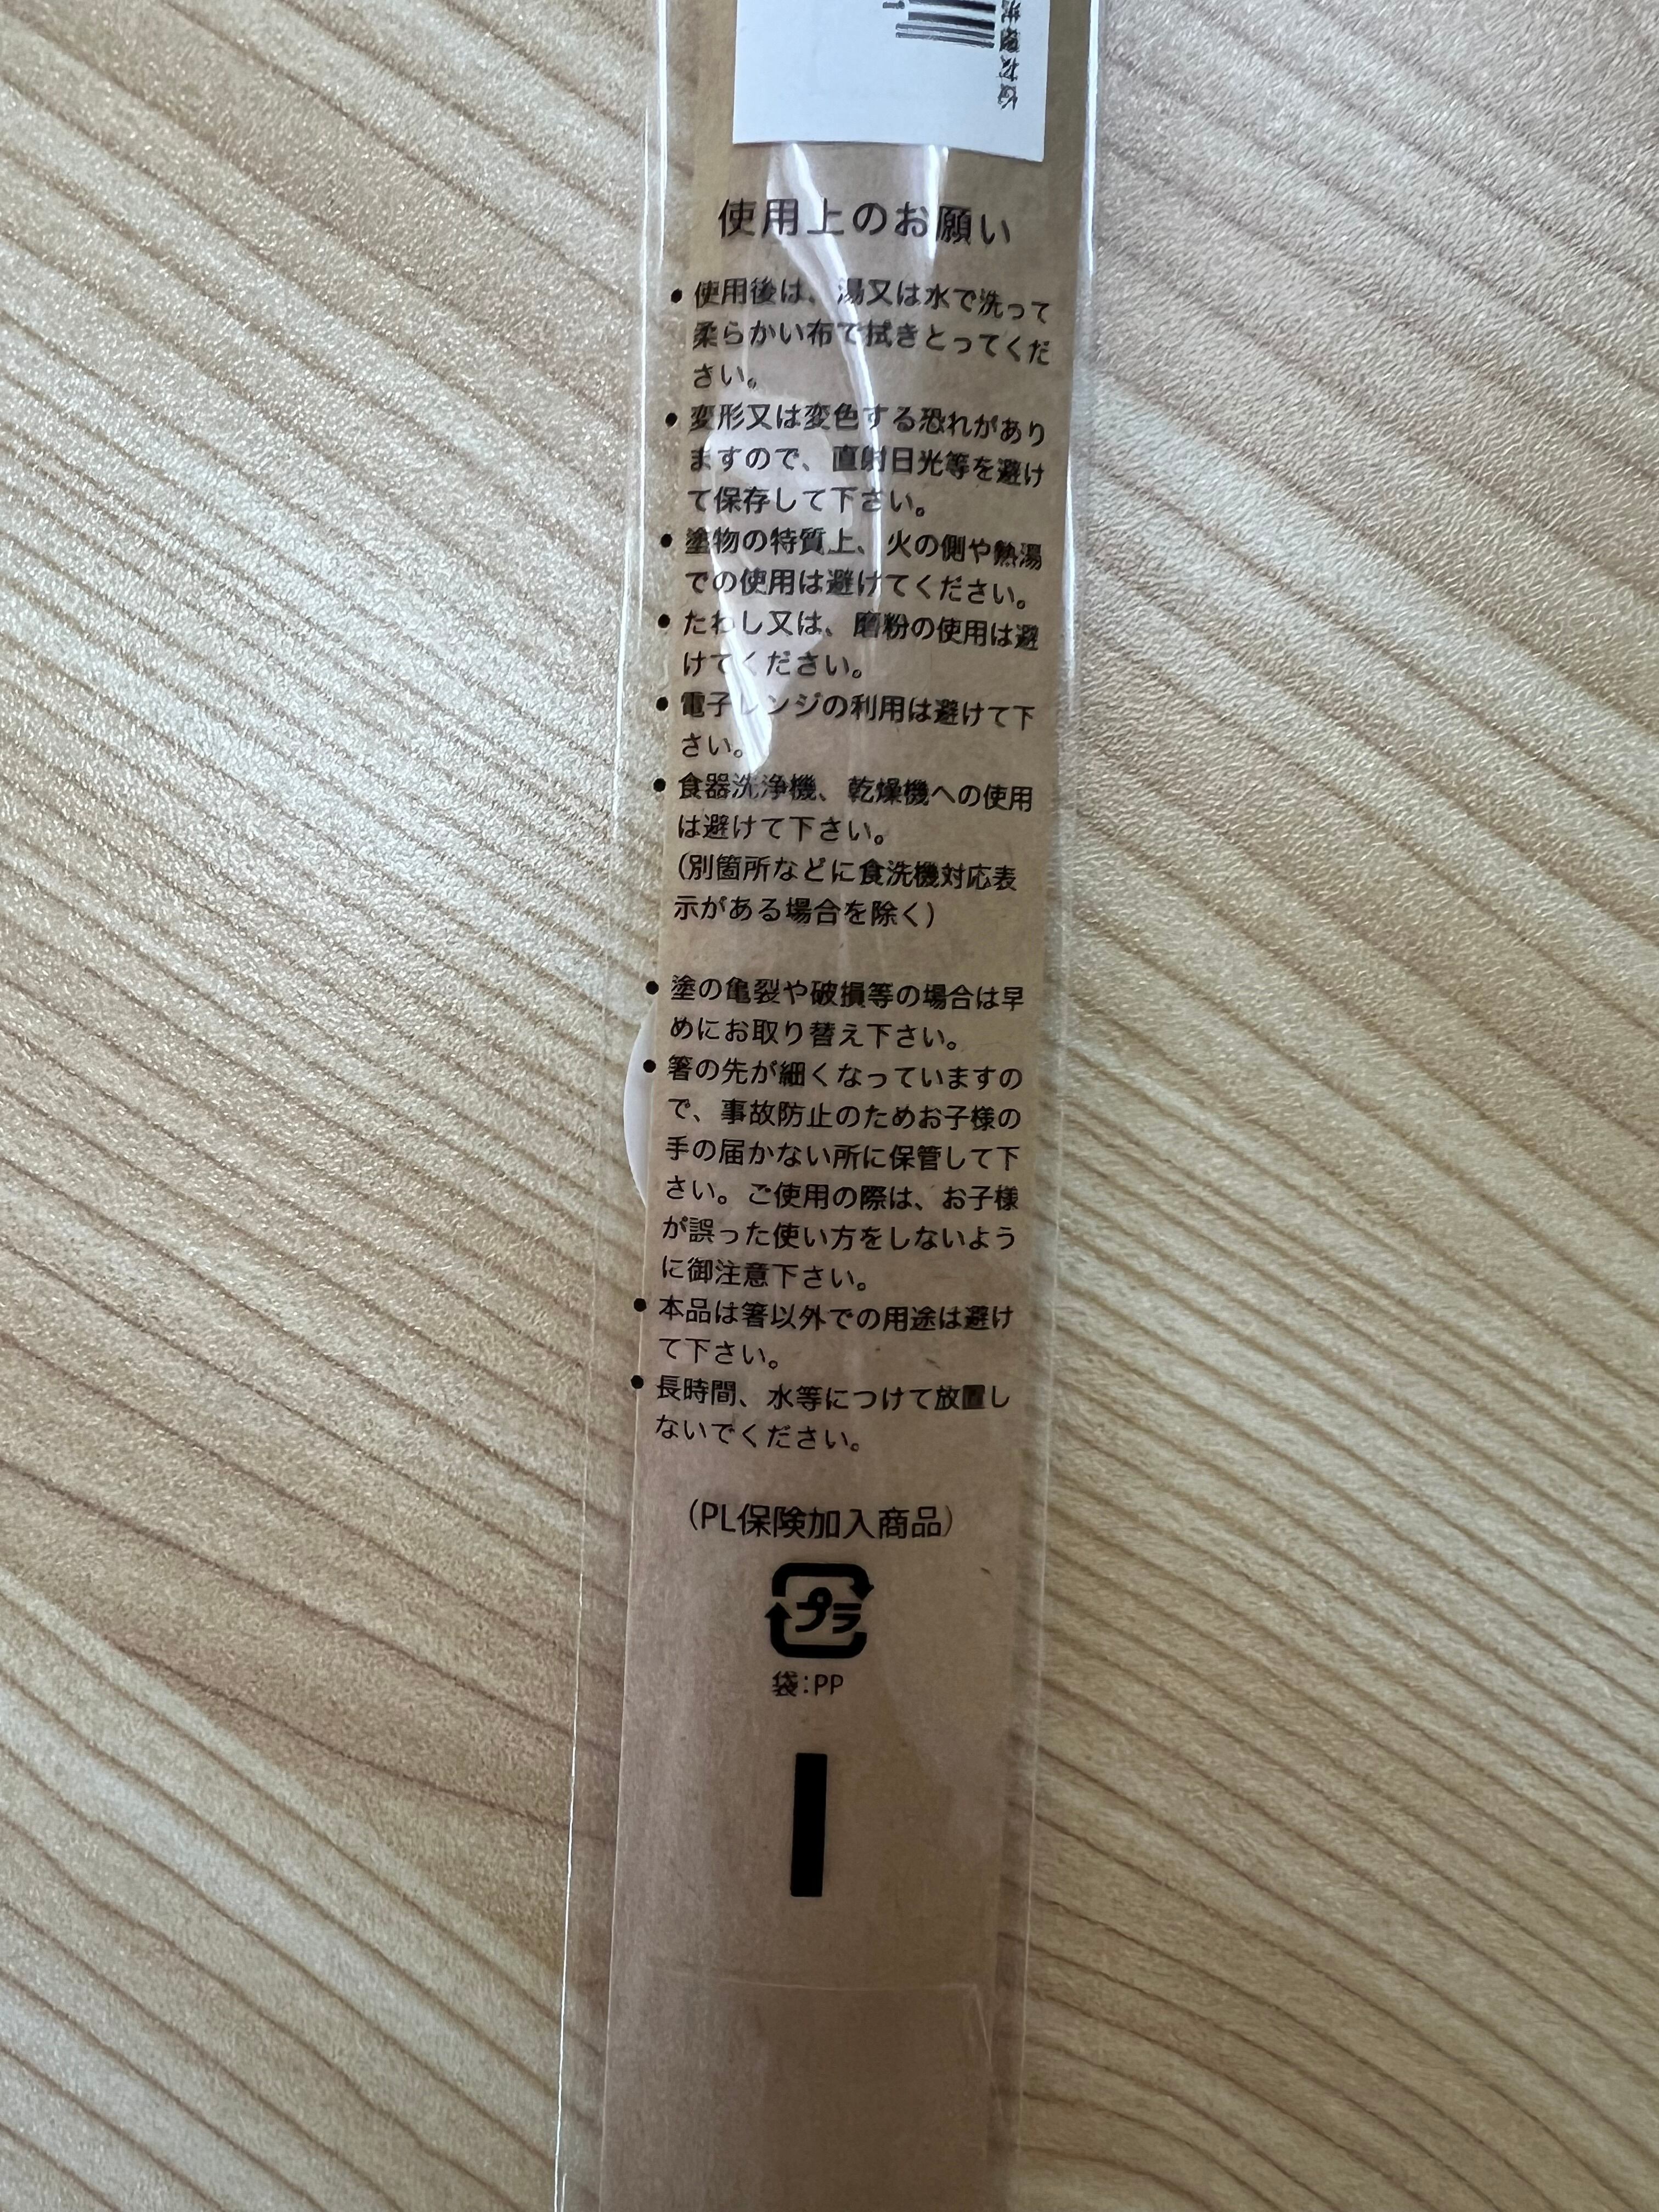 使用上のお願い
● 使用後は、湯又は水で洗って
柔らかい布で拭きとってくだ
さい。
● 変形又は変色する恐れがあり
ますので、直射日光等を避け
て保存して下さい。
● 塗物の特質上、火の側や熱湯
での使用は避けてください。
● たわし又は、磨粉の使用は避
けてください。
● 電子レンジの利用は避けて下
さい。
● 食器洗浄機、乾燥機への使用
は避けて下さい。
(別箇所などに食洗機対応表
示がある場合を除く)
● 塗の亀裂や破損等の場合は早
めにお取り替え下さい。
● 箸の先が細くなっていますの
で、事故防止のためお子様の
手の届かない所に保管して下
さい。ご使用の際は、お子様
が誤った使い方をしないよう
に御注意下さい。
● 本品は箸以外での用途は避け
て下さい。
● 長時間、水等につけて放置し
ないでください。
(PL保険加入商品)
プラ
袋:PP